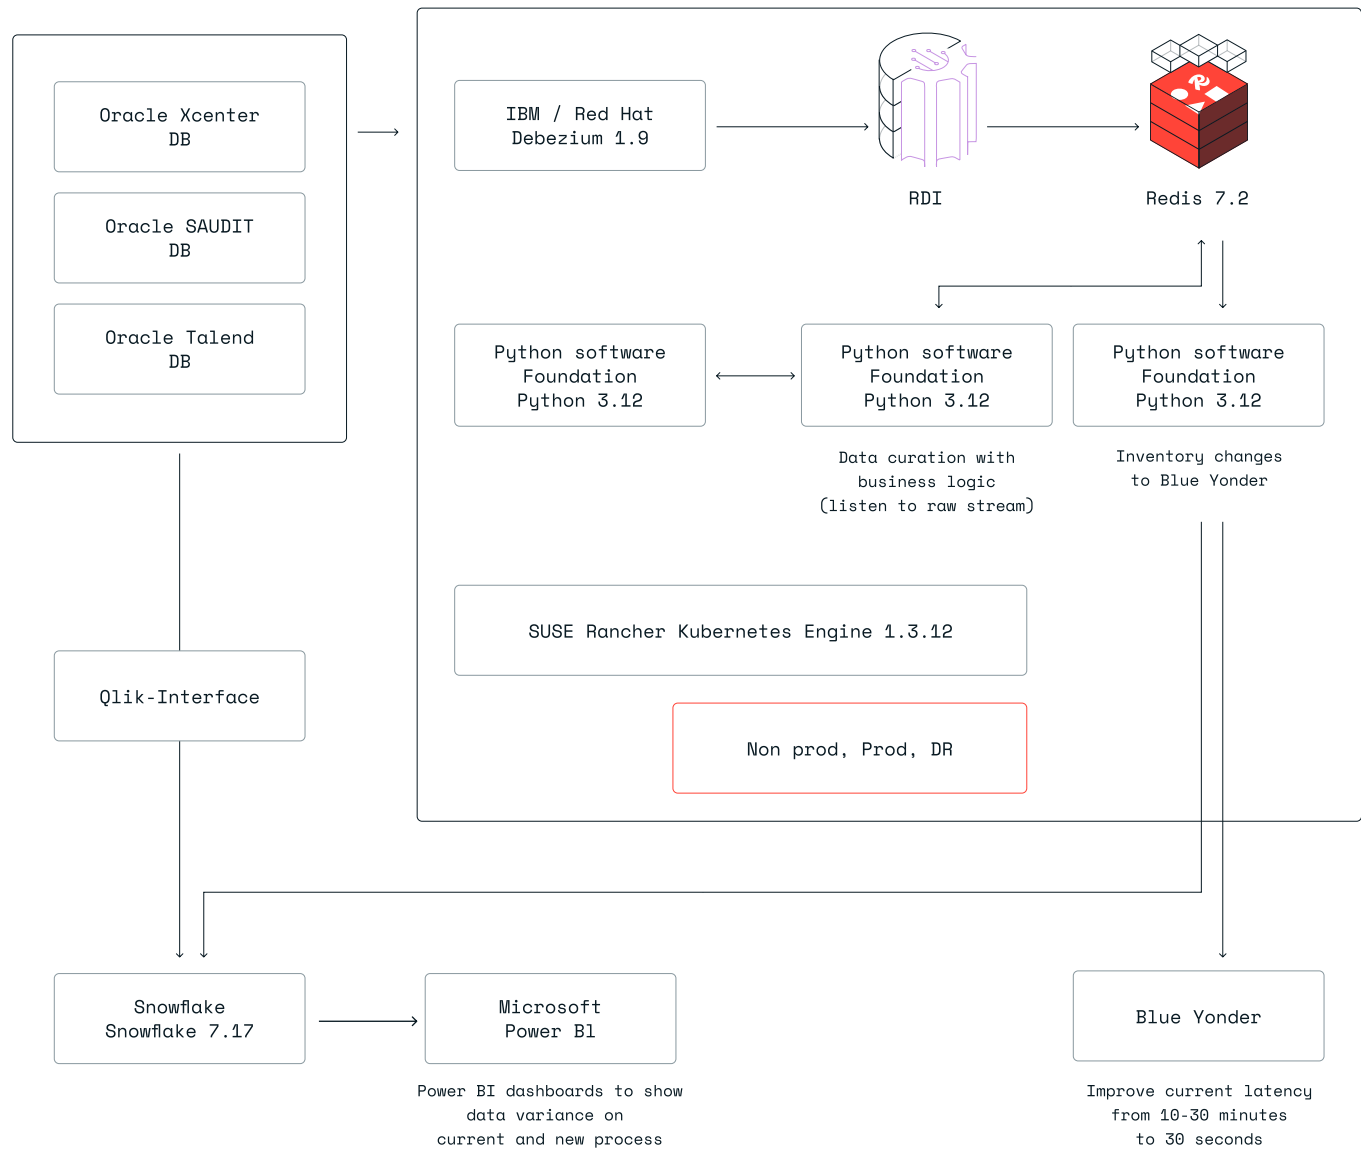 Oracle Xcenter
DB
Oracle SAUDIT
DB
Oracle Talend
DB
IBM / Red Hat
Debezium 1.9
RDI
Redis 7.2
Python software
Foundation
Python 3.12
Python software
Foundation
Python 3.12
Data curation with
business logic
(listen to raw stream)
Python software
Foundation
Python 3.12
Inventory changes
to Blue Yonder
SUSE Rancher Kubernetes Engine 1.3.12
Non prod, Prod, DR
Qlik-Interface
Snowflake
Snowflake 7.17
Microsoft
Power Bl
Power BI dashboards to show
data variance on
current and new process
Blue Yonder
Improve current latency
from 10-30 minutes
to 30 seconds